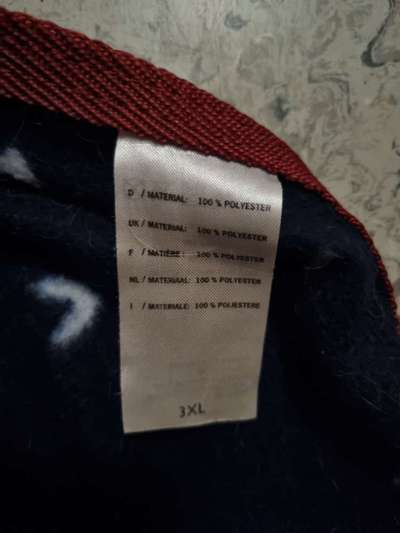 D / MATERIAL: 100 % POLYESTER
UK / MATERIAL: 100 % POLYESTER
F / MATIÈRE: 100 % POLYESTER
NL / MATERIAAL: 100 % POLYESTER
I / MATERIALE: 100 % POLIESTERE
3XL